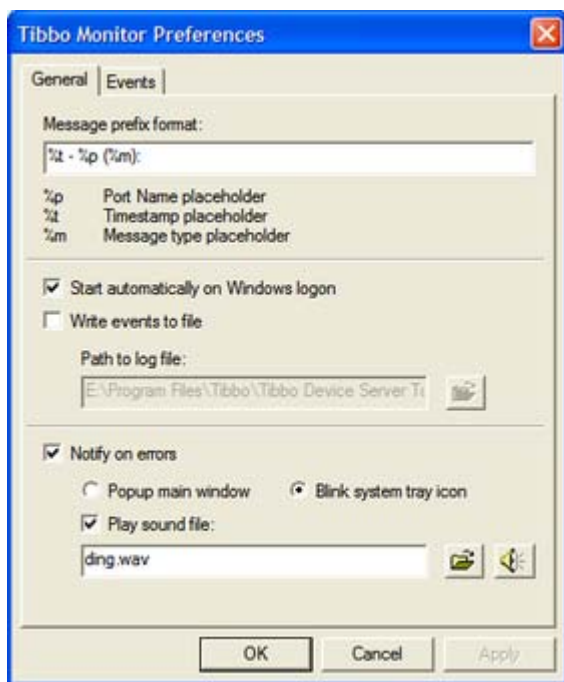 Tibbo Monitor Preferences
General Events
Message prefix format:
%t - %p (%m):
%p Port Name placeholder
%t Timestamp placeholder
%m Message type placeholder
Start automatically on Windows logon
Write events to file
Path to log file:
E:\Program Files\Tibbo\Tibbo Device Server
Notify on errors
Popup main window Blink system tray icon
Play sound file:
ding.wav
OK Cancel Apply